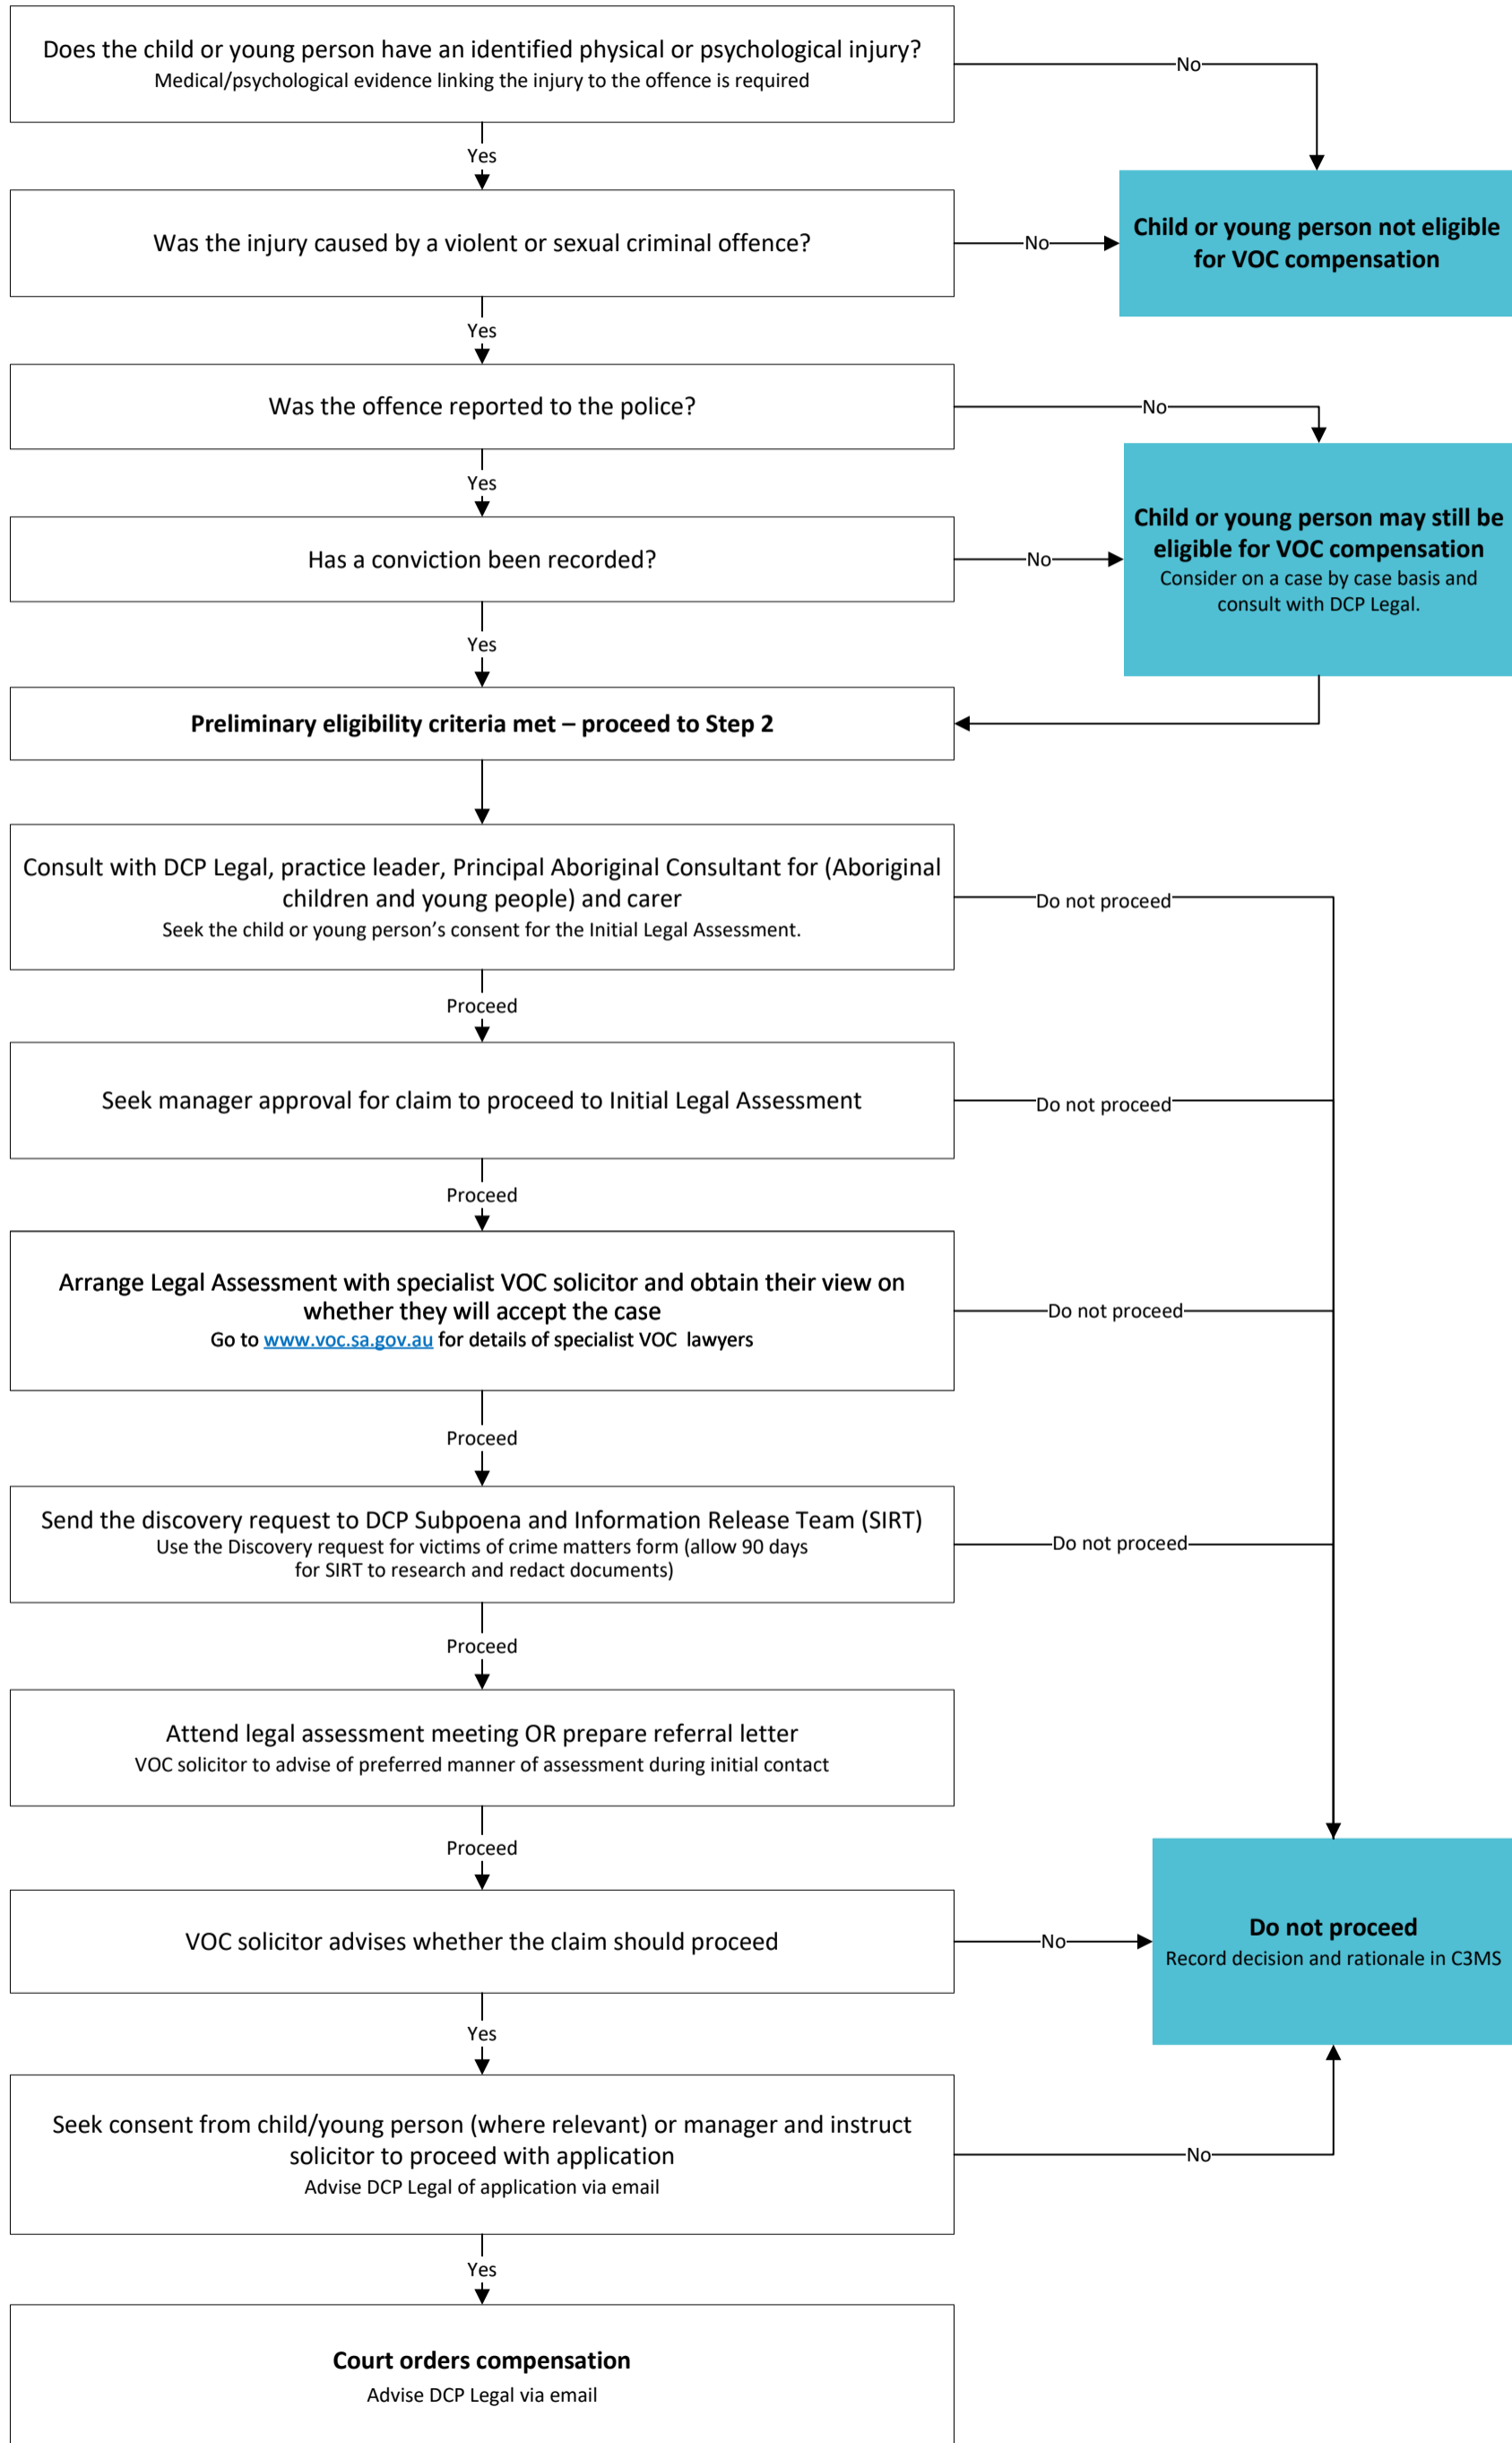 Does the child or young person have an identified physical or psychological injury?
Medical/psychological evidence linking the injury to the offence is required
No
Yes
Was the injury caused by a violent or sexual criminal offence?
No
Child or young person not eligible
for VOC compensation
Yes
Was the offence reported to the police?
No
Yes
Has a conviction been recorded?
No
Child or young person may still be
eligible for VOC compensation
Consider on a case by case basis and
consult with DCP Legal.
Yes
Preliminary eligibility criteria met – proceed to Step 2
Consult with DCP Legal, practice leader, Principal Aboriginal Consultant for (Aboriginal
children and young people) and carer
Seek the child or young person’s consent for the Initial Legal Assessment.
Do not proceed
Proceed
Seek manager approval for claim to proceed to Initial Legal Assessment
Do not proceed
Proceed
Arrange Legal Assessment with specialist VOC solicitor and obtain their view on
whether they will accept the case
Go to www.voc.sa.gov.au for details of specialist VOC lawyers
Do not proceed
Proceed
Send the discovery request to DCP Subpoena and Information Release Team (SIRT)
Use the Discovery request for victims of crime matters form (allow 90 days
for SIRT to research and redact documents)
Do not proceed
Proceed
Attend legal assessment meeting OR prepare referral letter
VOC solicitor to advise of preferred manner of assessment during initial contact
Proceed
VOC solicitor advises whether the claim should proceed
No
Do not proceed
Record decision and rationale in C3MS
Yes
Seek consent from child/young person (where relevant) or manager and instruct
solicitor to proceed with application
Advise DCP Legal of application via email
No
Yes
Court orders compensation
Advise DCP Legal via email